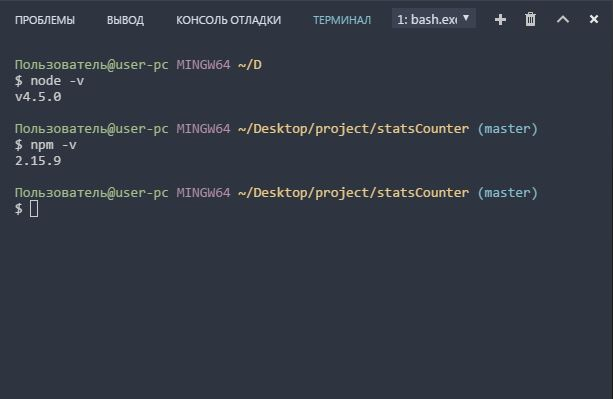 ПРОБЛЕМЫ ВЫВОД КОНСОЛЬ ОТЛАДКИ ТЕРМИНАЛ 1: bash.exe
Пользователь@user-pc MINGW64 ~/D
$ node -v
v4.5.0
Пользователь@user-pc MINGW64 ~/Desktop/project/statsCounter (master)
$ npm -v
2.15.9
Пользователь@user-pc MINGW64 ~/Desktop/project/statsCounter (master)
$